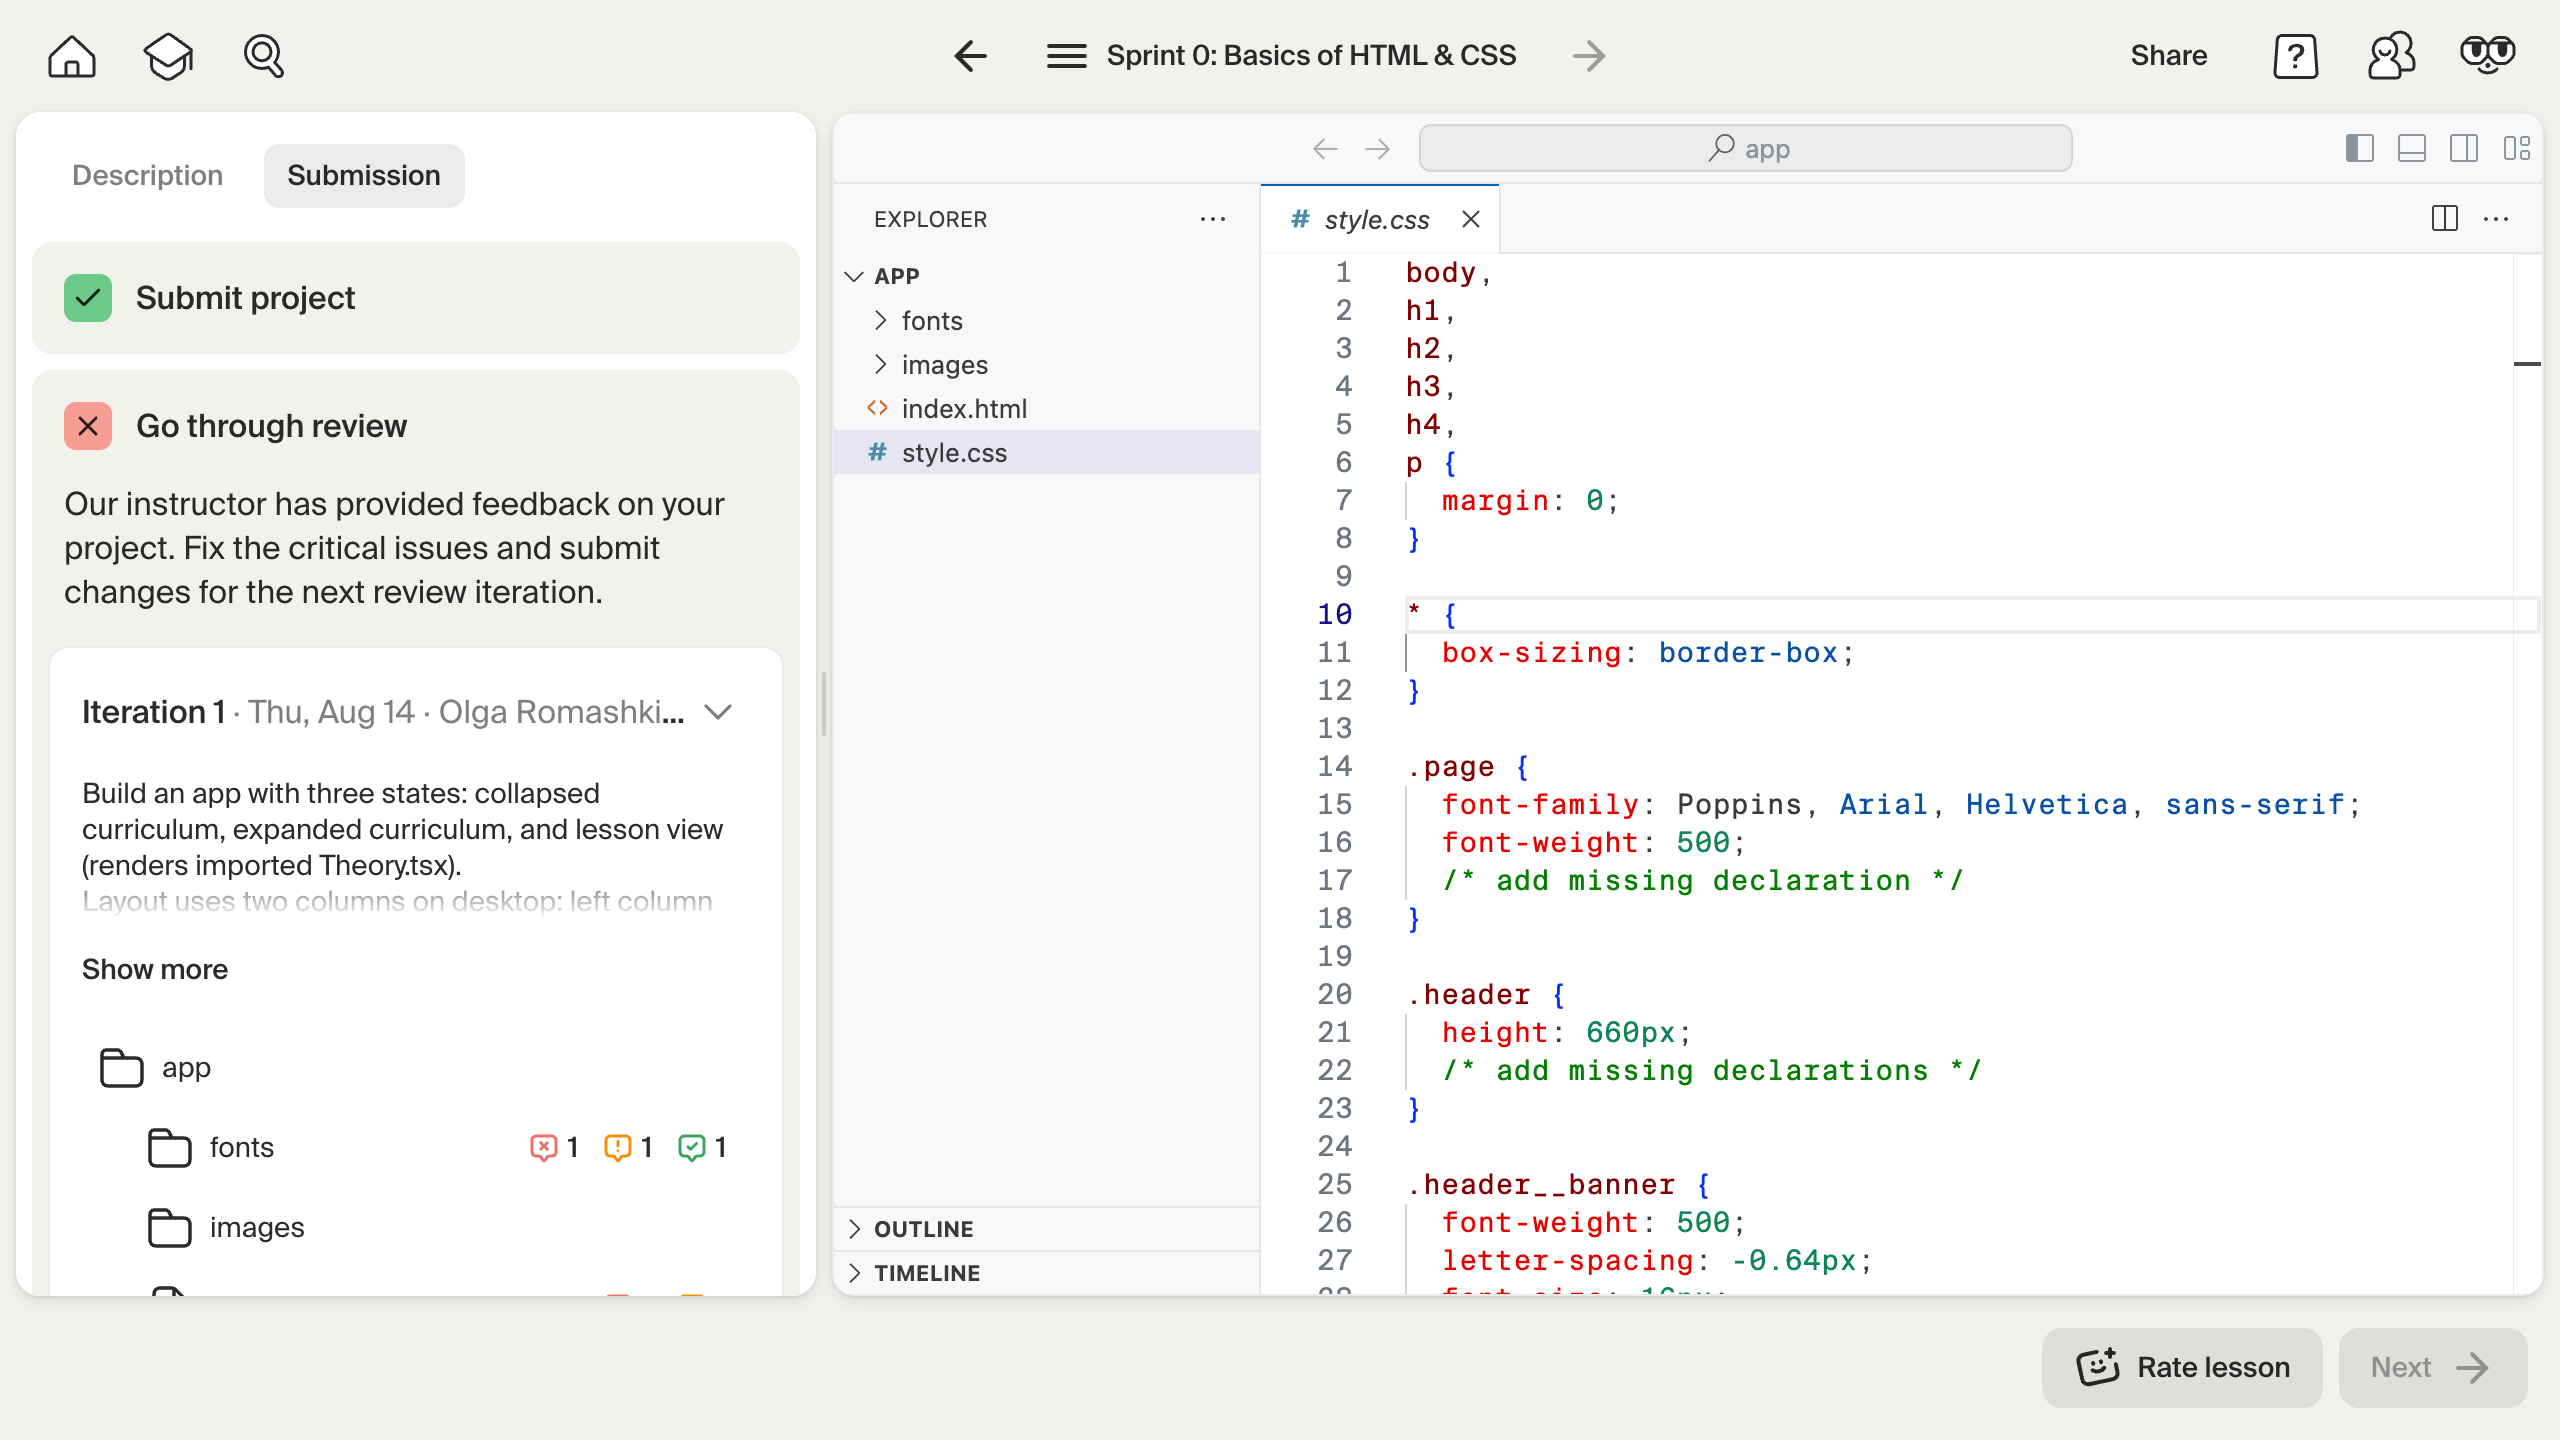 Sprint 0: Basics of HTML & CSS
Share
?
Description
Submission
Submit project
Go through review
Our instructor has provided feedback on your
project. Fix the critical issues and submit
changes for the next review iteration.
Iteration 1 · Thu, Aug 14 · Olga Romashki...
Build an app with three states: collapsed
curriculum, expanded curriculum, and lesson view
(renders imported Theory.tsx).
Layout uses two columns on desktop: left column
Show more
app
fonts 1 1 1
images
app
EXPLORER
APP
fonts
images
<> index.html
# style.css
OUTLINE
TIMELINE
# style.css
1 body,
2 h1,
3 h2,
4 h3,
5 h4,
6 p {
7 margin: 0;
8 }
9
10 * {
11 box-sizing: border-box;
12 }
13
14 .page {
15 font-family: Poppins, Arial, Helvetica, sans-serif;
16 font-weight: 500;
17 /* add missing declaration */
18 }
19
20 .header {
21 height: 660px;
22 /* add missing declarations */
23 }
24
25 .header__banner {
26 font-weight: 500;
27 letter-spacing: -0.64px;
Rate lesson
Next